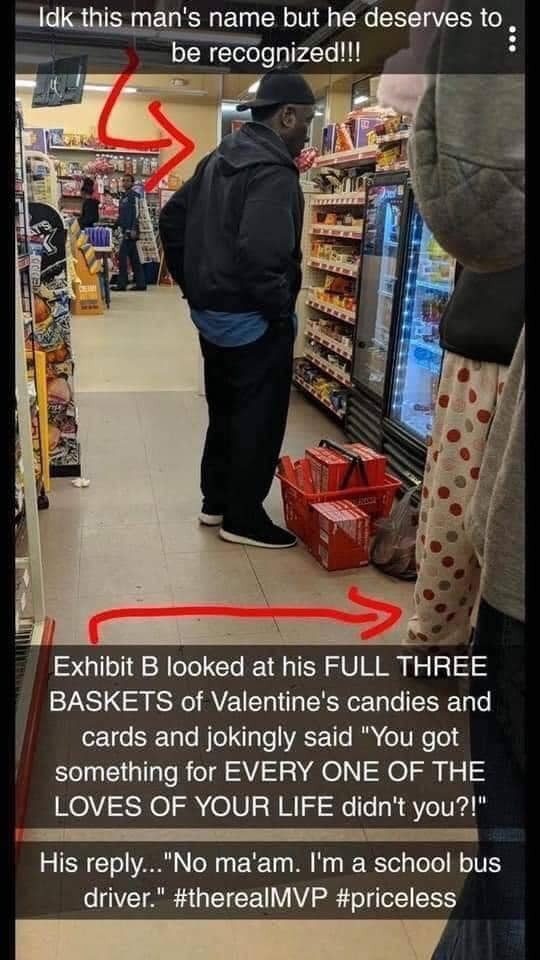 Idk this man's name but he deserves to
be recognized!!!
Exhibit B looked at his FULL THREE
BASKETS of Valentine's candies and
cards and jokingly said "You got
something for EVERY ONE OF THE
LOVES OF YOUR LIFE didn't you?!"
His reply..."No ma'am. I'm a school bus
driver." #therealMVP #priceless